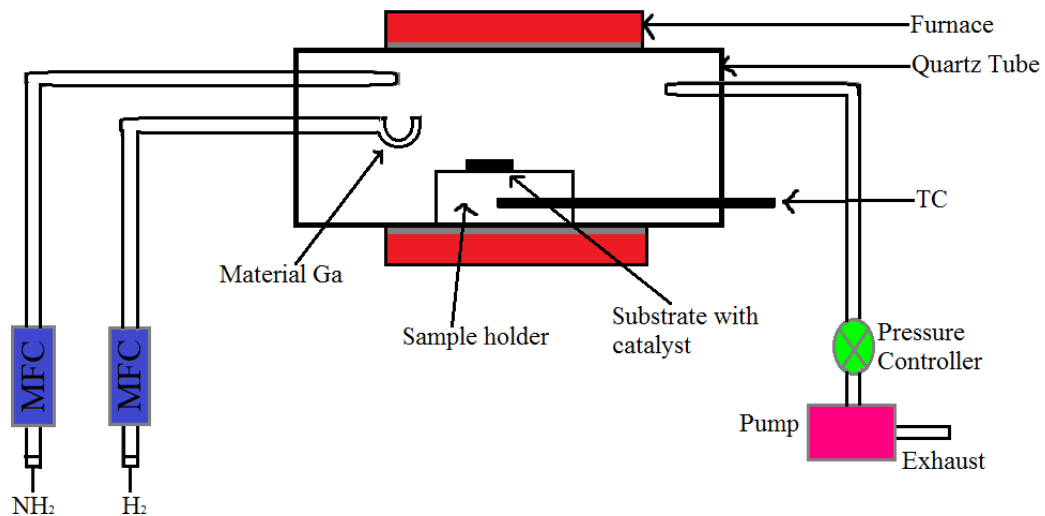 Furnace
Quartz Tube
TC
Material Ga
Sample holder
Substrate with
catalyst
Pressure
Controller
MFC
MFC
Pump
Exhaust
NH₂
H₂